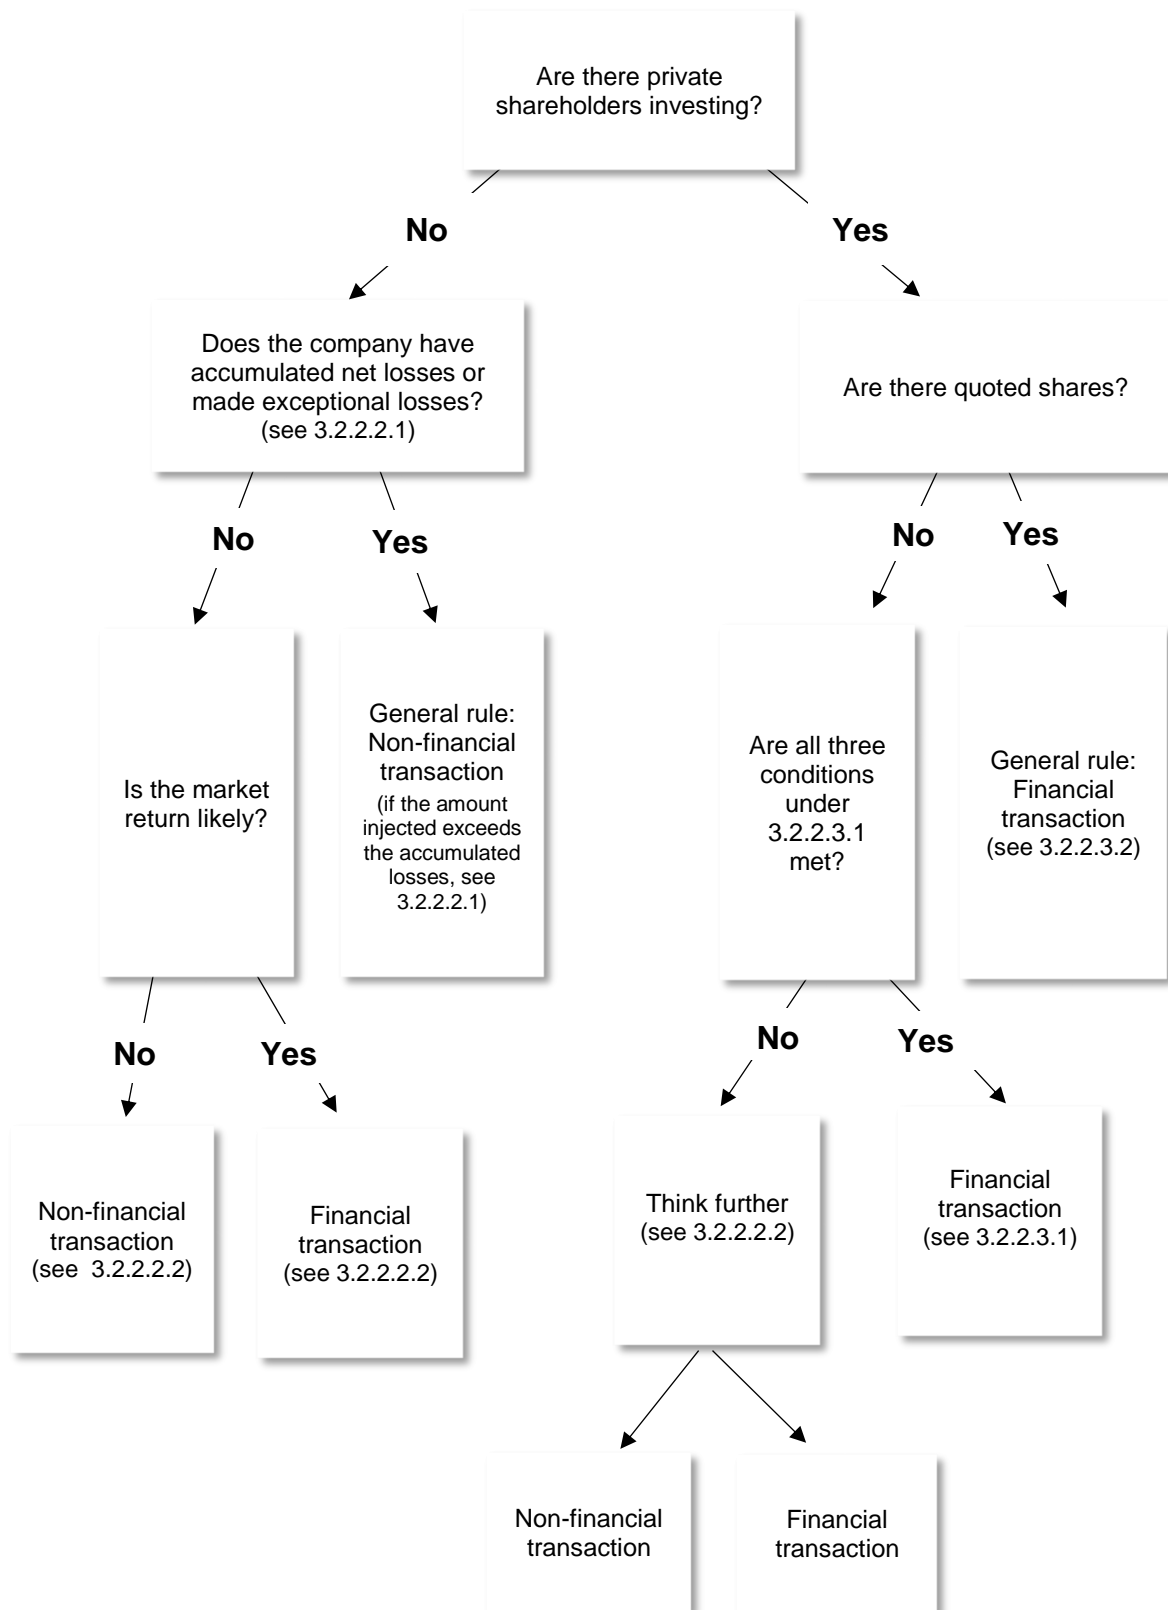 Are there private
shareholders investing?
No
Yes
Does the company have
accumulated net losses or
made exceptional losses?
(see 3.2.2.2.1)
Are there quoted shares?
No
Yes
No
Yes
Is the market
return likely?
General rule:
Non-financial
transaction
(if the amount
injected exceeds
the accumulated
losses, see
3.2.2.2.1)
Are all three
conditions
under
3.2.2.3.1
met?
General rule:
Financial
transaction
(see 3.2.2.3.2)
No
Yes
No
Yes
Non-financial
transaction
(see 3.2.2.2.2)
Financial
transaction
(see 3.2.2.2.2)
Think further
(see 3.2.2.2.2)
Financial
transaction
(see 3.2.2.3.1)
Non-financial
transaction
Financial
transaction